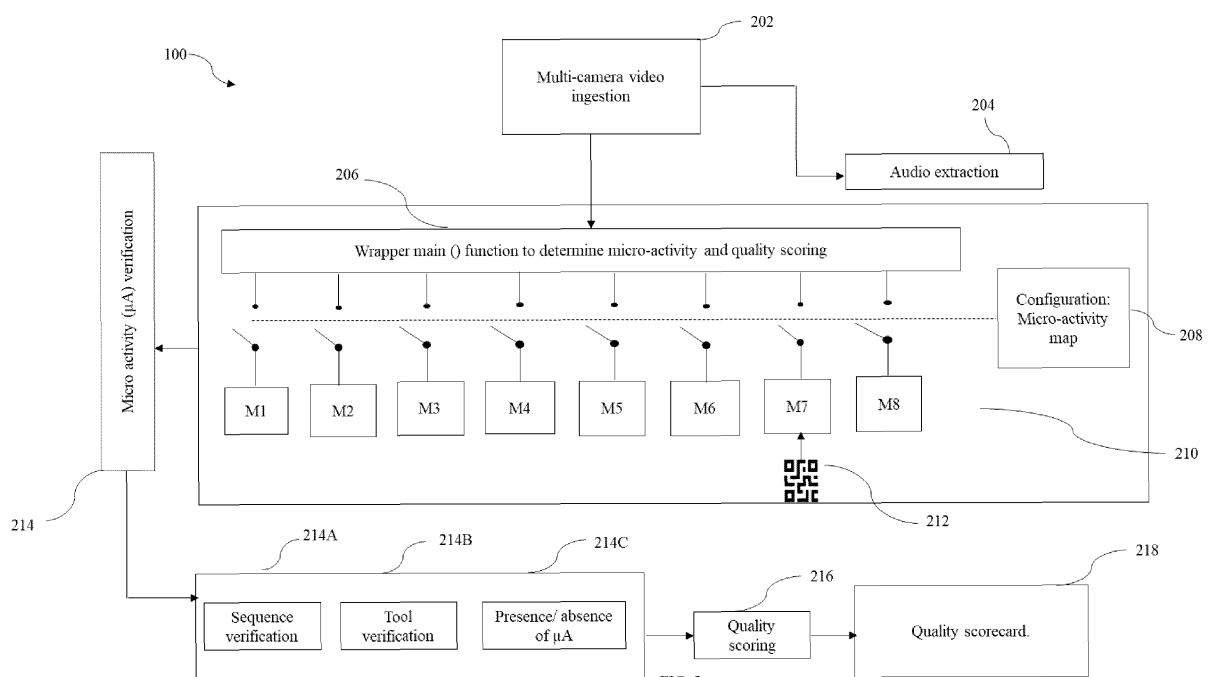 202
100
Multi-camera video
ingestion
204
Audio extraction
206
Wrapper main () function to determine micro-activity and quality scoring
Configuration:
Micro-activity
map
208
Micro activity (μA) verification
M1
M2
M3
M4
M5
M6
M7
M8
210
212
214
214A
214B
214C
216
218
Sequence
verification
Tool
verification
Presence/ absence
of μA
Quality
scoring
Quality scorecard.